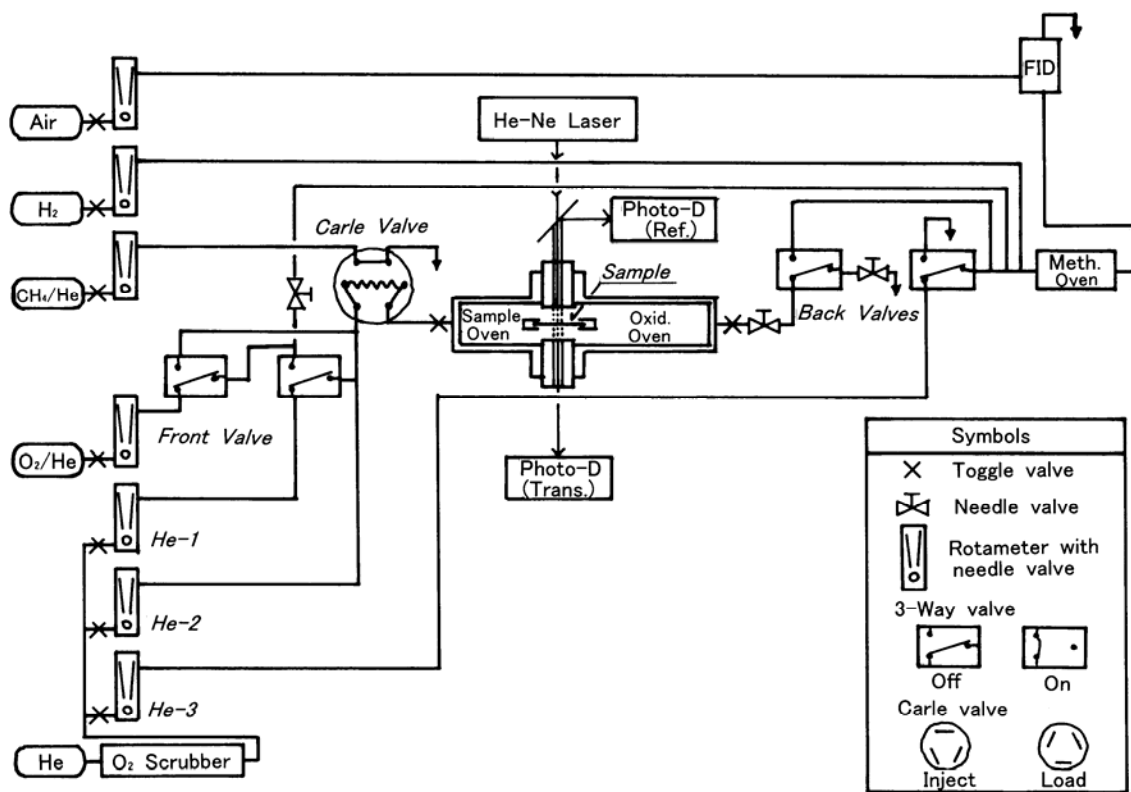 FID
Air
He-Ne Laser
H₂
Photo-D
(Ref.)
Carle Valve
CH₄/He
Sample
Sample
Oven
Oxid.
Oven
Back Valves
Meth.
Oven
Front Valve
O₂/He
Photo-D
(Trans.)
He-1
He-2
He-3
He
O₂ Scrubber
Symbols
Toggle valve
Needle valve
Rotameter with
needle valve
3-Way valve
Off
On
Carle valve
Inject
Load